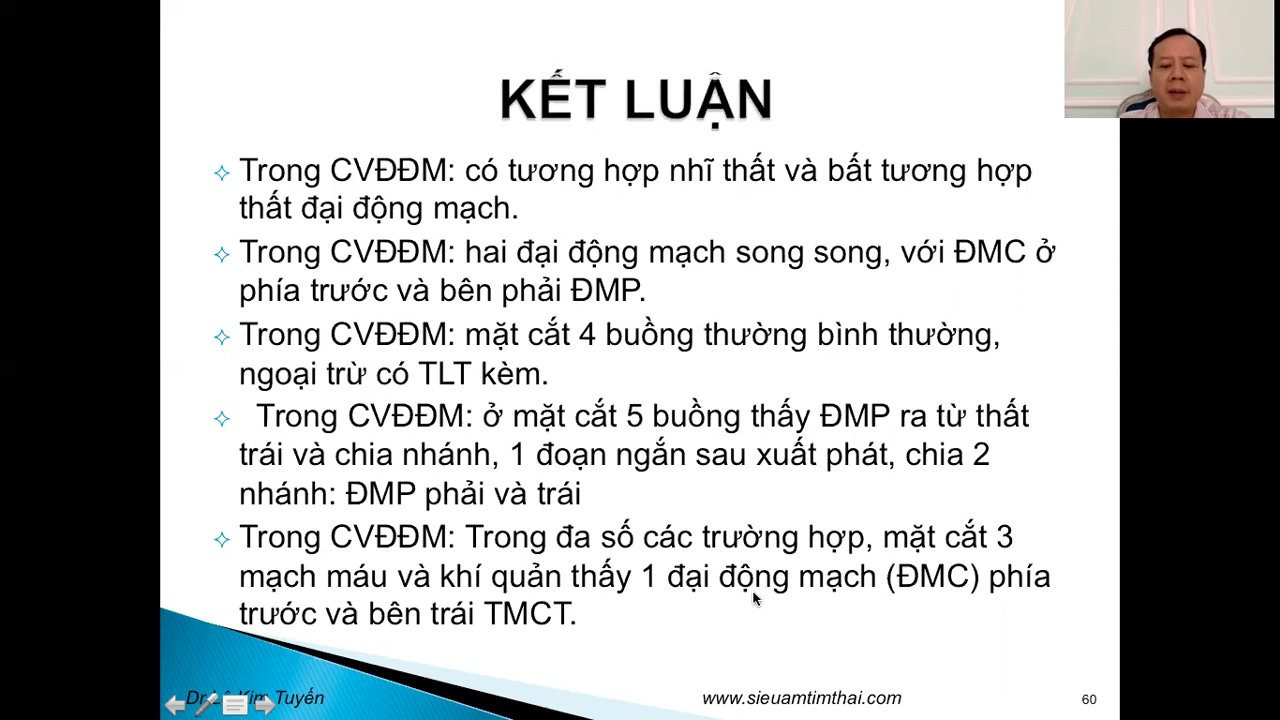 KẾT LUẬN
Trong CVĐĐM: có tương hợp nhĩ thất và bất tương hợp
thất đại động mạch.
Trong CVĐĐM: hai đại động mạch song song, với ĐMC ở
phía trước và bên phải ĐMP.
Trong CVĐĐM: mặt cắt 4 buồng thường bình thường,
ngoại trừ có TLT kèm.
Trong CVĐĐM: ở mặt cắt 5 buồng thấy ĐMP ra từ thất
trái và chia nhánh, 1 đoạn ngắn sau xuất phát, chia 2
nhánh: ĐMP phải và trái
Trong CVĐĐM: Trong đa số các trường hợp, mặt cắt 3
mạch máu và khí quản thấy 1 đại động mạch (ĐMC) phía
trước và bên trái TMCT.
Dr Lê Kim Tuyến
www.sieuamtimthai.com
60